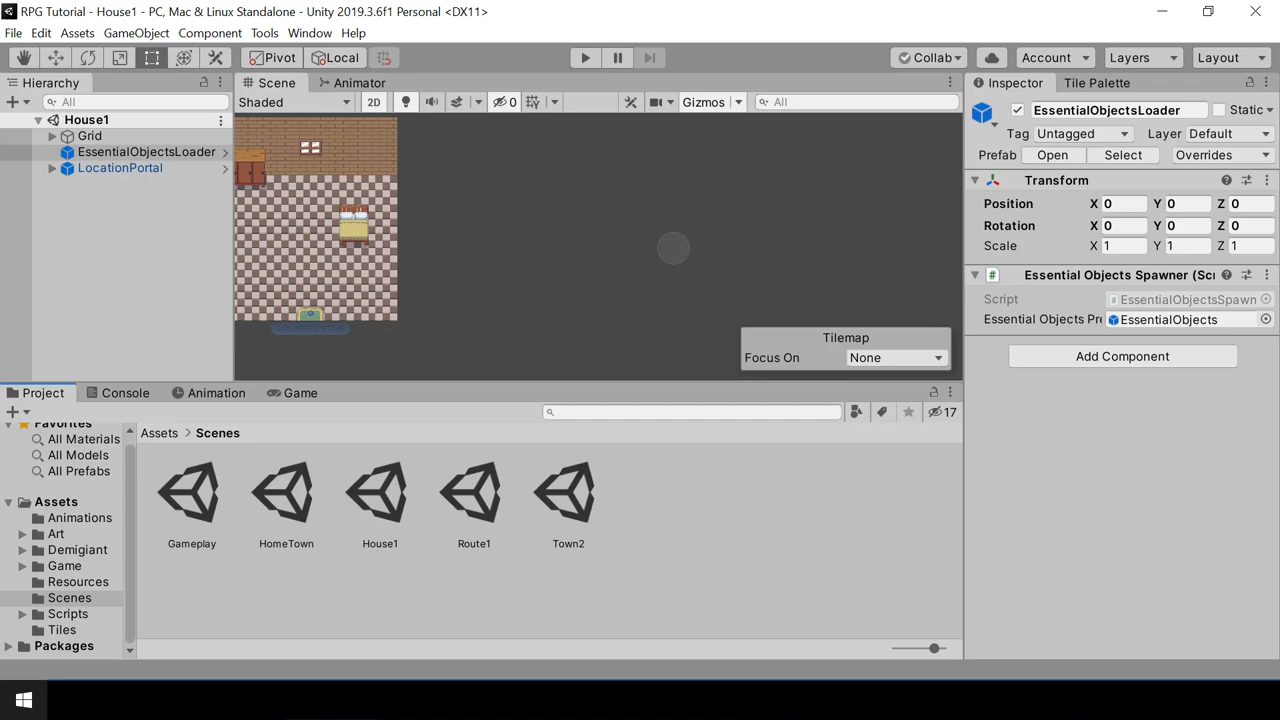 RPG Tutorial - House1 - PC, Mac & Linux Standalone - Unity 2019.3.6f1 Personal <DX11>
File Edit Assets GameObject Component Tools Window Help
Pivot Local Collab Account Layers Layout
Hierarchy
All
House1
Grid
EssentialObjectsLoader
LocationPortal
Scene Animator
Shaded 2D 0 Gizmos All
Tilemap
Focus On None
Inspector Tile Palette
EssentialObjectsLoader Static
Tag Untagged Layer Default
Prefab Open Select Overrides
Transform
Position X 0 Y 0 Z 0
Rotation X 0 Y 0 Z 0
Scale X 1 Y 1 Z 1
# Essential Objects Spawner (Scr
Script # EssentialObjectsSpawn
Essential Objects Pre EssentialObjects
Add Component
Project Console Animation Game
17
Favorites
All Materials
All Models
All Prefabs
Assets
Animations
Art
Demigiant
Game
Resources
Scenes
Scripts
Tiles
Packages
Assets > Scenes
Gameplay HomeTown House1 Route1 Town2